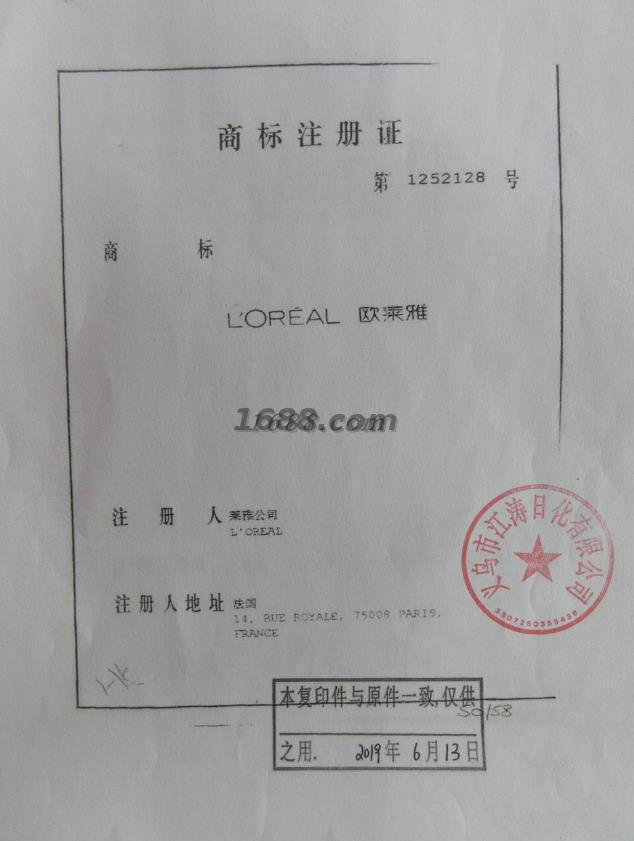 商标注册证
第 1252128 号
商 标
L'ORÉAL 欧莱雅
1688.com
注 册 人 莱雅公司
L'OREAL
义乌市江涛日化有限公司
3307250369436
注册人地址 法国
14, RUE ROYALE, 75008 PARIS,
FRANCE
本复印件与原件一致,仅供
50158
之用. 2019年6月13日